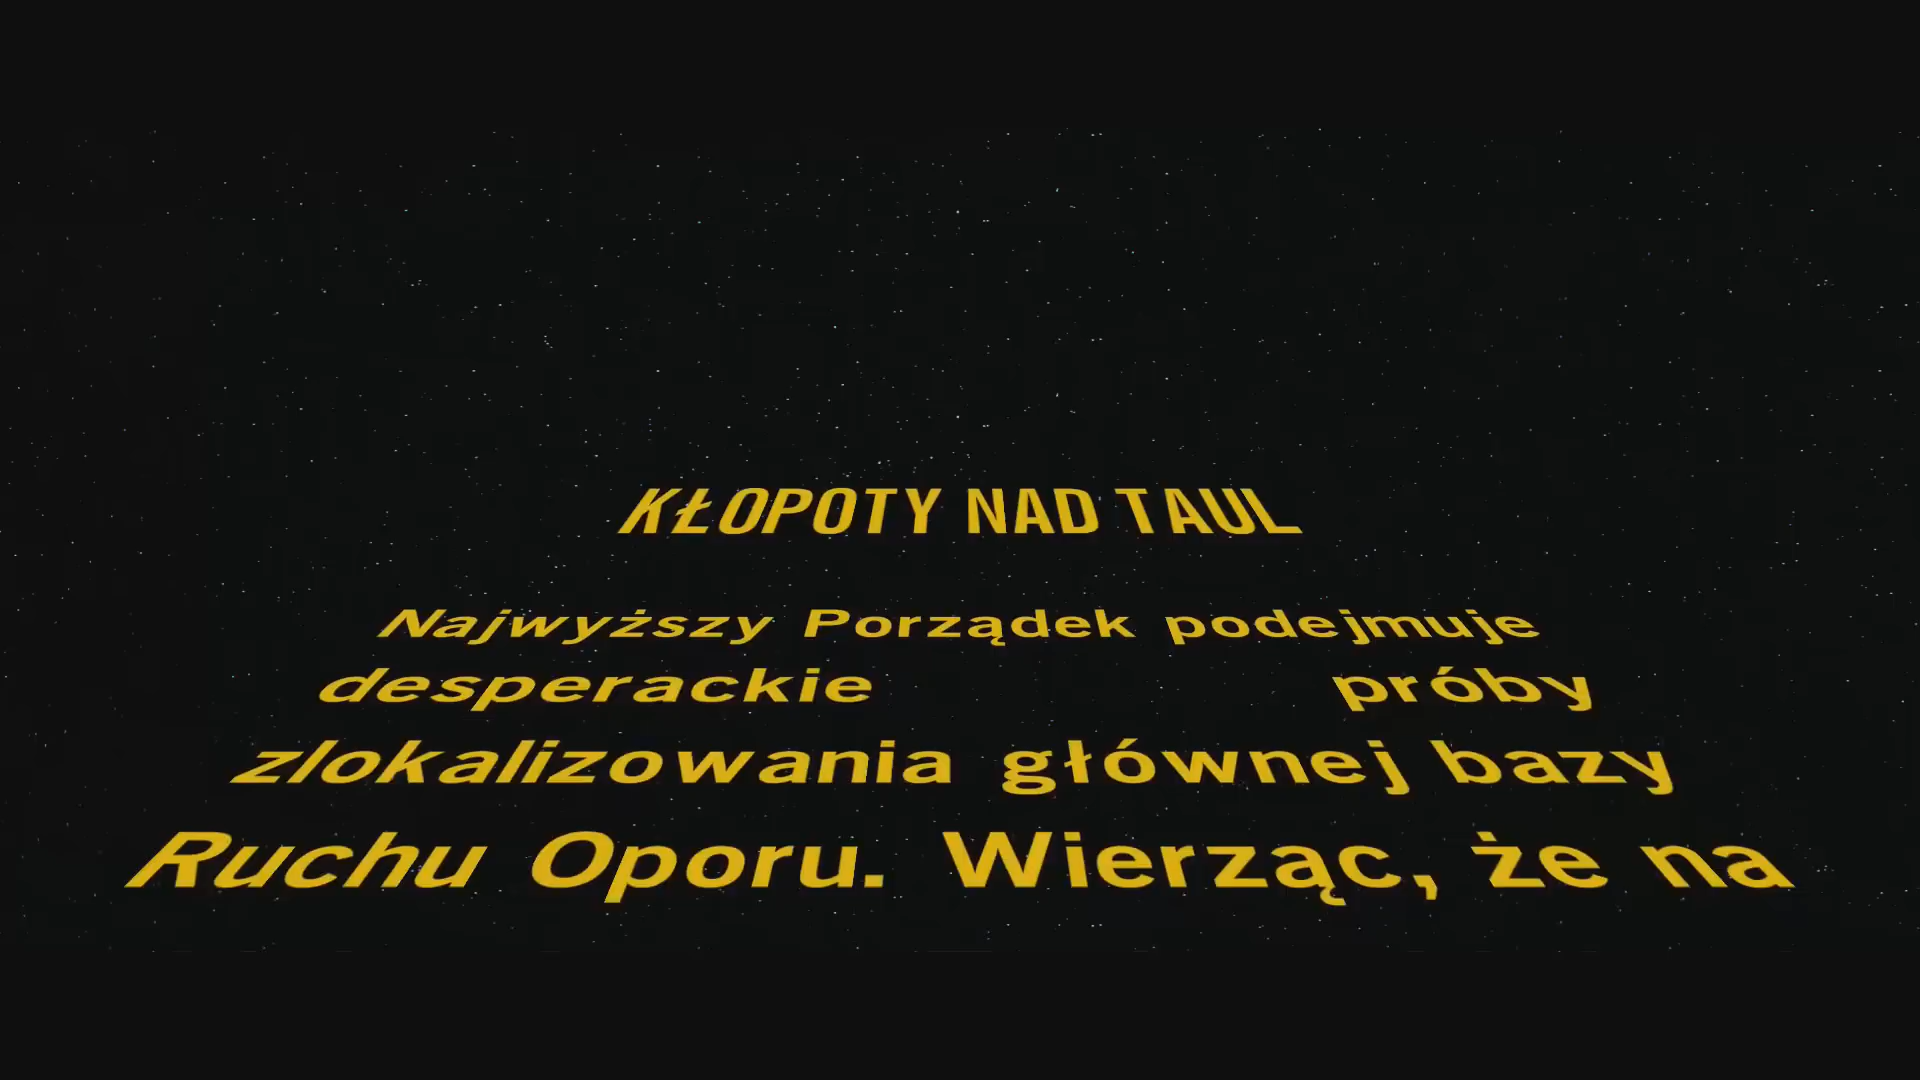 KŁOPOTY NAD TAUL
Najwyższy Porządek podejmuje
desperackie próby
zlokalizowania głównej bazy
Ruchu Oporu. Wierząc, że na